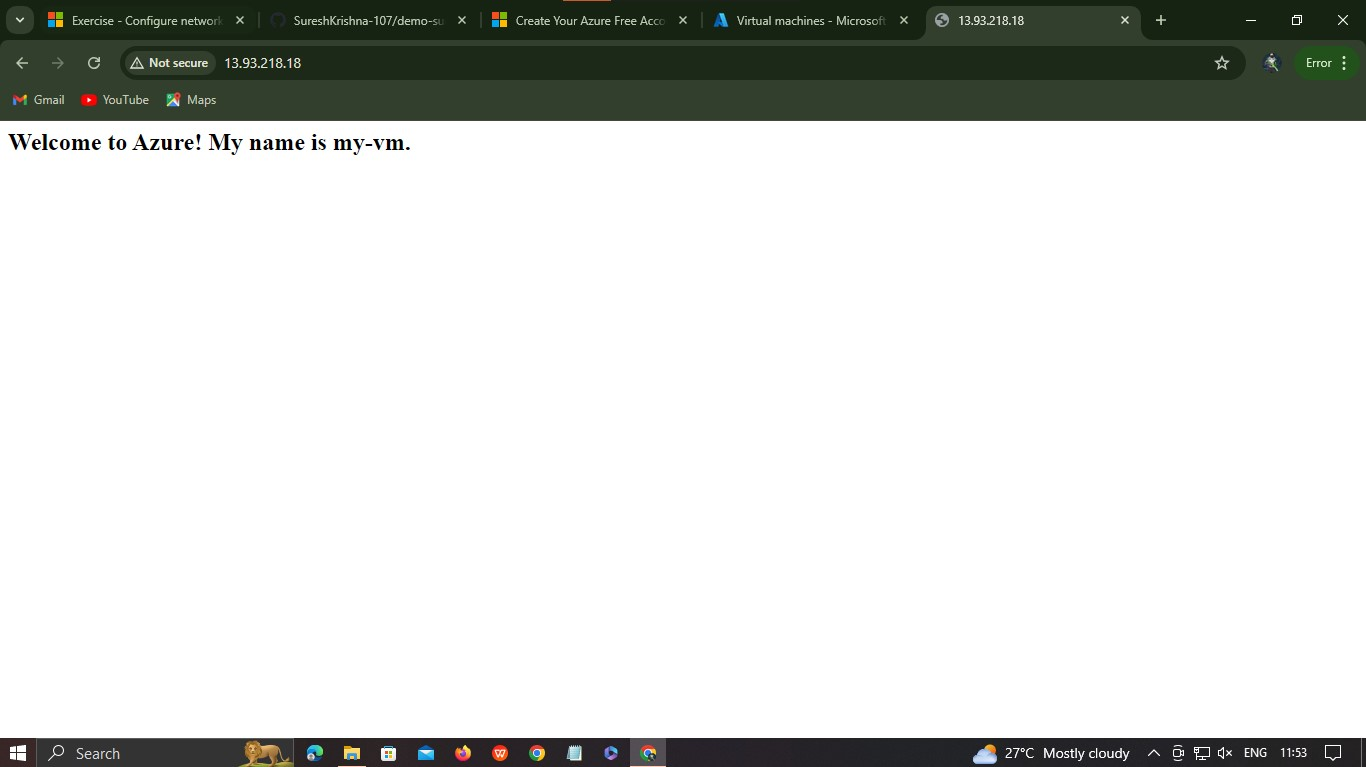 Exercise - Configure network
SureshKrishna-107/demo-su
Create Your Azure Free Acco
Virtual machines - Microsoft
13.93.218.18
Not secure
13.93.218.18
Error
Gmail
YouTube
Maps
Welcome to Azure! My name is my-vm.
Search
27°C Mostly cloudy
ENG
11:53